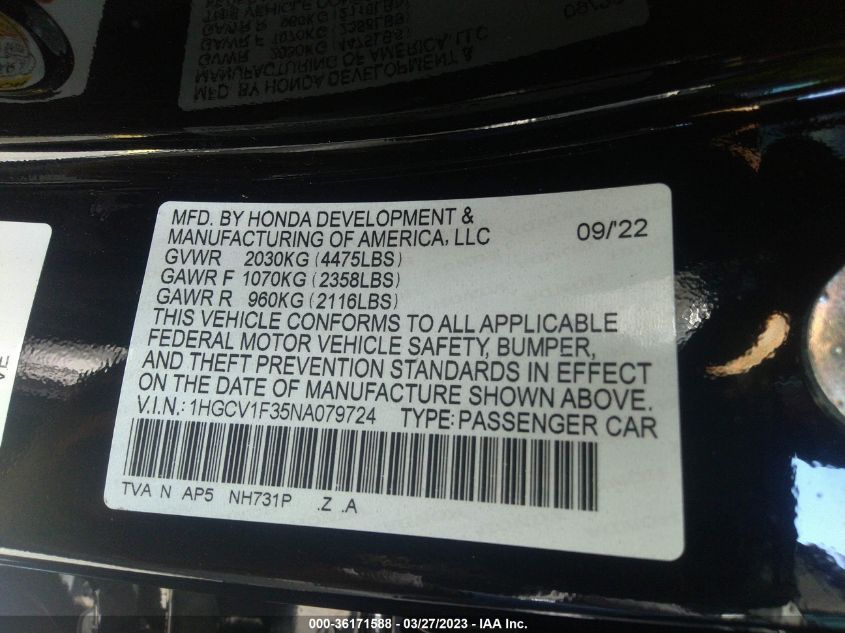 MFD. BY HONDA DEVELOPMENT &
MANUFACTURING OF AMERICA, LLC 09/'22
GVWR 2030KG (4475LBS)
GAWR F 1070KG (2358LBS)
GAWR R 960KG (2116LBS)
THIS VEHICLE CONFORMS TO ALL APPLICABLE
FEDERAL MOTOR VEHICLE SAFETY, BUMPER,
AND THEFT PREVENTION STANDARDS IN EFFECT
ON THE DATE OF MANUFACTURE SHOWN ABOVE.
V.I.N.: 1HGCV1F35NA079724 TYPE: PASSENGER CAR
TVA N AP5 NH731P .Z .A
000-36171588 — 03/27/2023 — IAA Inc.